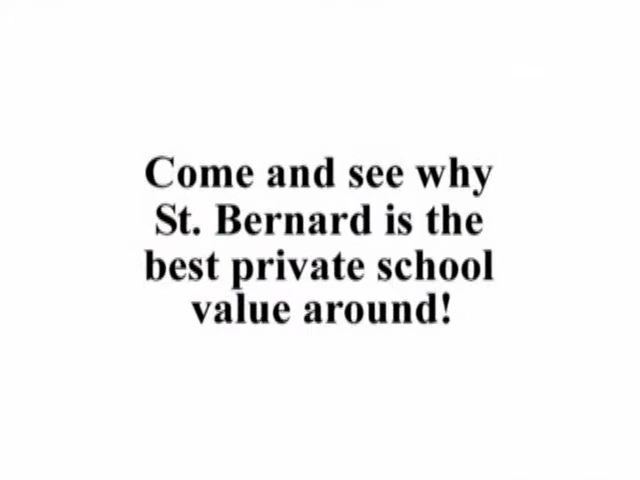 Come and see why
St. Bernard is the
best private school
value around!